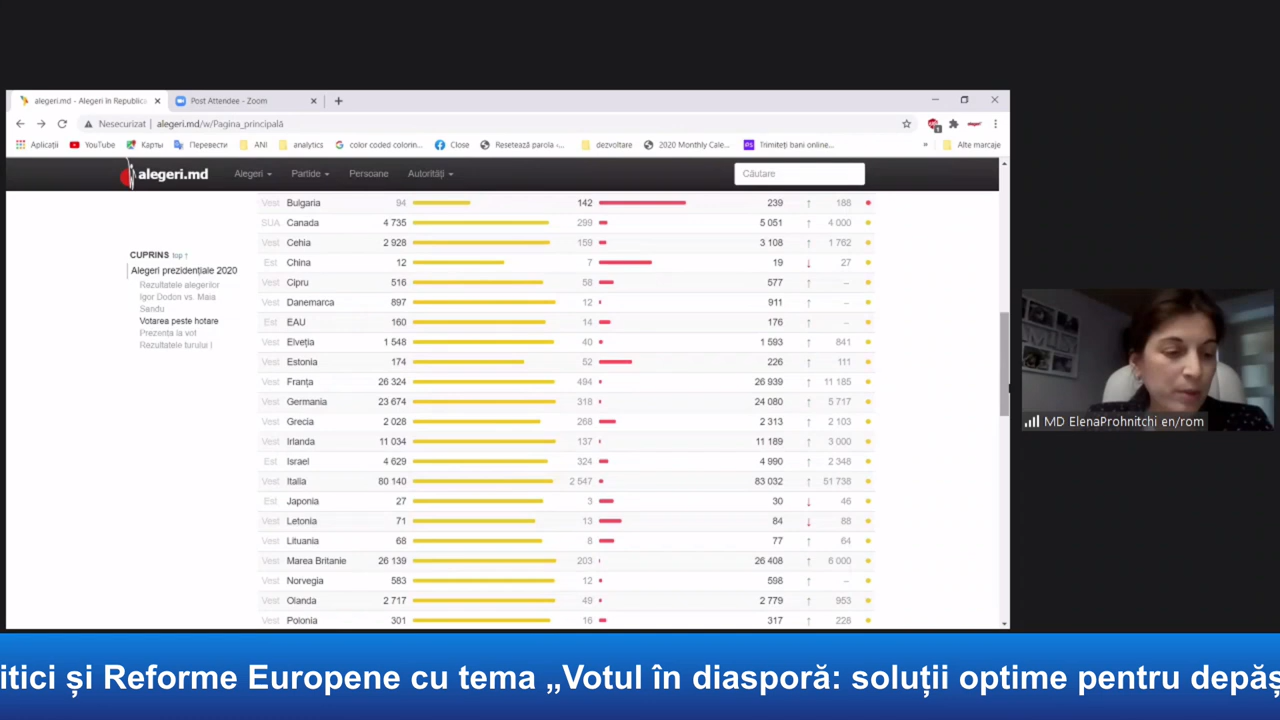 alegeri.md - Alegeri în Republic
Post Attendee - Zoom
Nesecurizat | alegeri.md/w/Pagina_principală
Aplicații YouTube Карты Перевести ANI analytics color coded colorin... Close Resetează parola -... dezvoltare 2020 Monthly Cale... Trimiteți bani online... » Alte marcaje
alegeri.md Alegeri Partide Persoane Autorități Căutare
CUPRINS top ↑
Alegeri prezidențiale 2020
Rezultatele alegerilor
Igor Dodon vs. Maia
Sandu
Votarea peste hotare
Prezența la vot
Rezultatele turului I
Vest Bulgaria 94 142 239 ↑ 188
SUA Canada 4 735 299 5 051 ↑ 4 000
Vest Cehia 2 928 159 3 108 ↑ 1 762
Est China 12 7 19 ↓ 27
Vest Cipru 516 58 577 ↑ –
Vest Danemarca 897 12 911 ↑ –
Est EAU 160 14 176 ↑ –
Vest Elveția 1 548 40 1 593 ↑ 841
Vest Estonia 174 52 226 ↑ 111
Vest Franța 26 324 494 26 939 ↑ 11 185
Vest Germania 23 674 318 24 080 ↑ 5 717
Vest Grecia 2 028 268 2 313 ↑ 2 103
Vest Irlanda 11 034 137 11 189 ↑ 3 000
Est Israel 4 629 324 4 990 ↑ 2 348
Vest Italia 80 140 2 547 83 032 ↑ 51 738
Est Japonia 27 3 30 ↓ 46
Vest Letonia 71 13 84 ↓ 88
Vest Lituania 68 8 77 ↑ 64
Vest Marea Britanie 26 139 203 26 408 ↑ 6 000
Vest Norvegia 583 12 598 ↑ –
Vest Olanda 2 717 49 2 779 ↑ 953
Vest Polonia 301 16 317 ↑ 228
MD ElenaProhnitchi en/rom
itici și Reforme Europene cu tema „Votul în diasporă: soluții optime pentru depăș